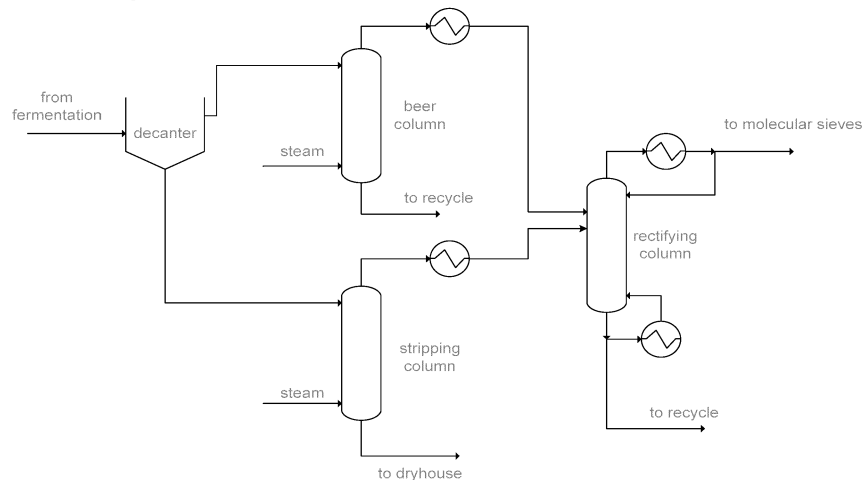 from
fermentation
decanter
beer
column
steam
to recycle
to molecular sieves
rectifying
column
stripping
column
steam
to recycle
to dryhouse